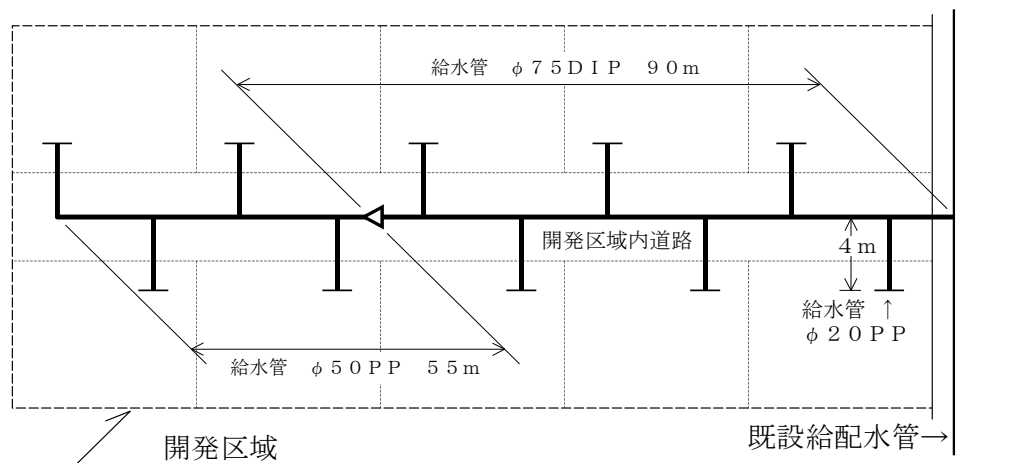 給水管　φ７５ＤＩＰ　９０ｍ
開発区域内道路
４ｍ
給水管　↑
φ２０ＰＰ
給水管　φ５０ＰＰ　５５ｍ
開発区域
既設給配水管→